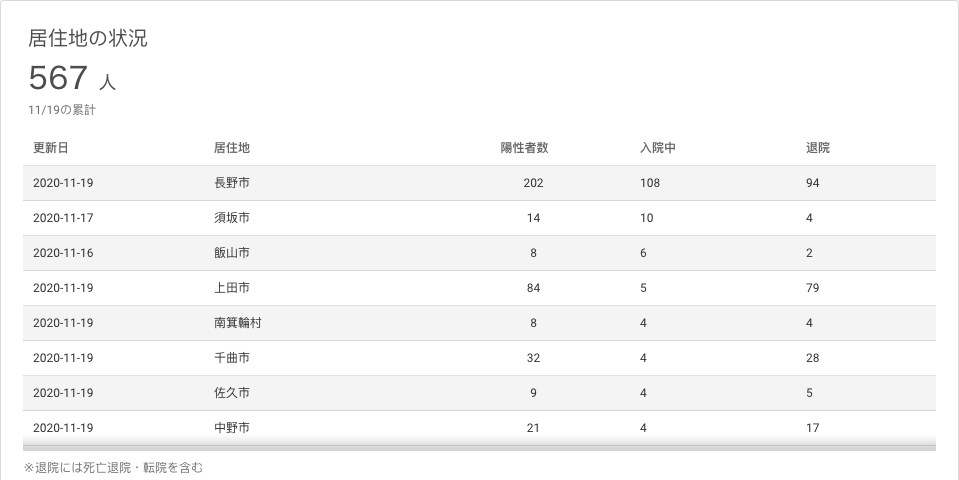 居住地の状況
567 人
11/19の累計
更新日 居住地 陽性者数 入院中 退院
2020-11-19 長野市 202 108 94
2020-11-17 須坂市 14 10 4
2020-11-16 飯山市 8 6 2
2020-11-19 上田市 84 5 79
2020-11-19 南箕輪村 8 4 4
2020-11-19 千曲市 32 4 28
2020-11-19 佐久市 9 4 5
2020-11-19 中野市 21 4 17
※退院には死亡退院・転院を含む